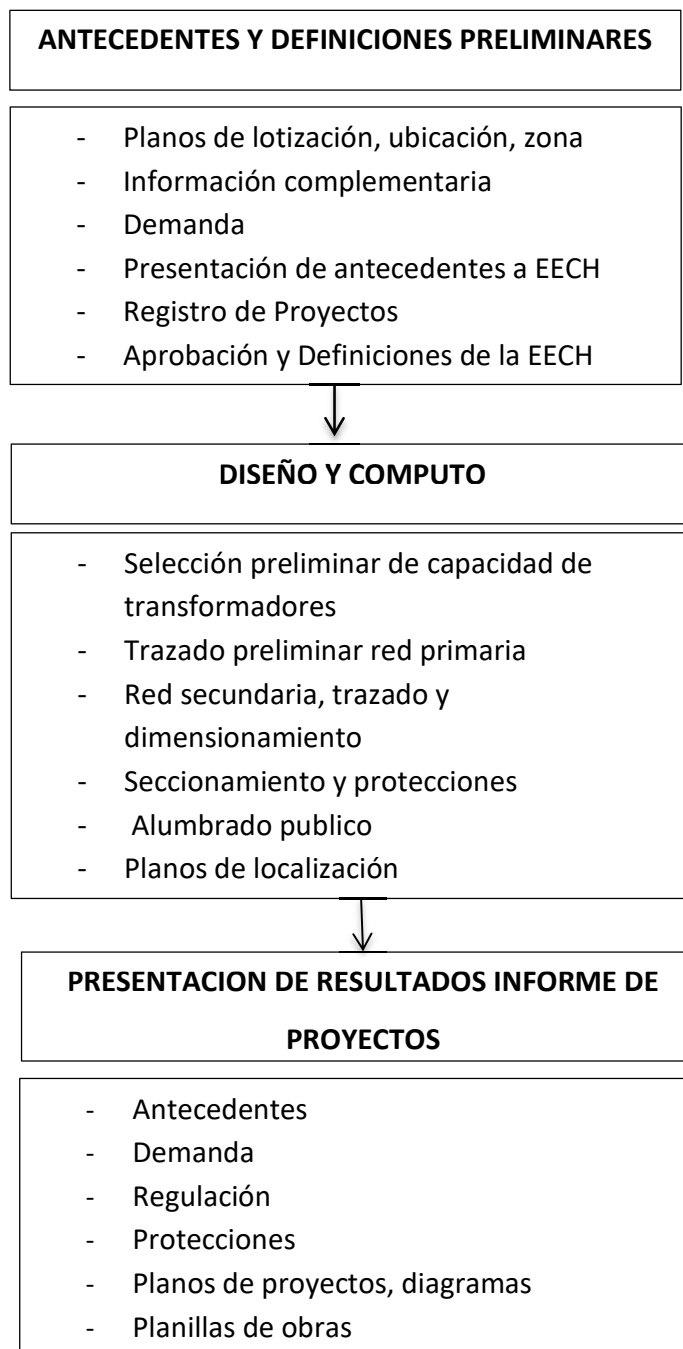 ANTECEDENTES Y DEFINICIONES PRELIMINARES
- Planos de lotización, ubicación, zona
- Información complementaria
- Demanda
- Presentación de antecedentes a EECH
- Registro de Proyectos
- Aprobación y Definiciones de la EECH
DISEÑO Y COMPUTO
- Selección preliminar de capacidad de
transformadores
- Trazado preliminar red primaria
- Red secundaria, trazado y
dimensionamiento
- Seccionamiento y protecciones
- Alumbrado publico
- Planos de localización
PRESENTACION DE RESULTADOS INFORME DE
PROYECTOS
- Antecedentes
- Demanda
- Regulación
- Protecciones
- Planos de proyectos, diagramas
- Planillas de obras